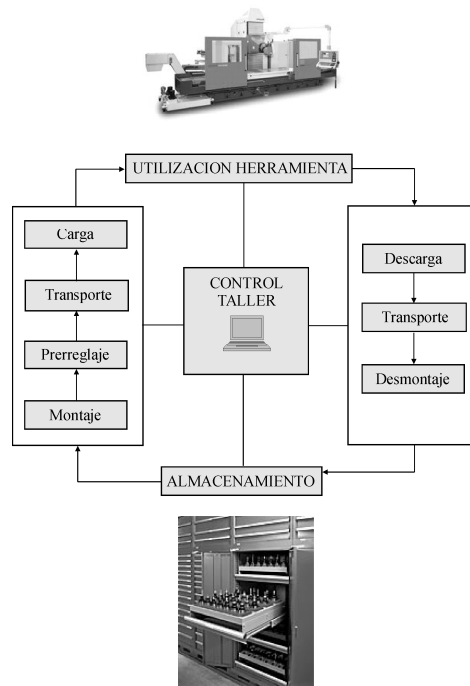 UTILIZACION HERRAMIENTA
Carga
Transporte
Prerreglaje
Montaje
CONTROL
TALLER
Descarga
Transporte
Desmontaje
ALMACENAMIENTO